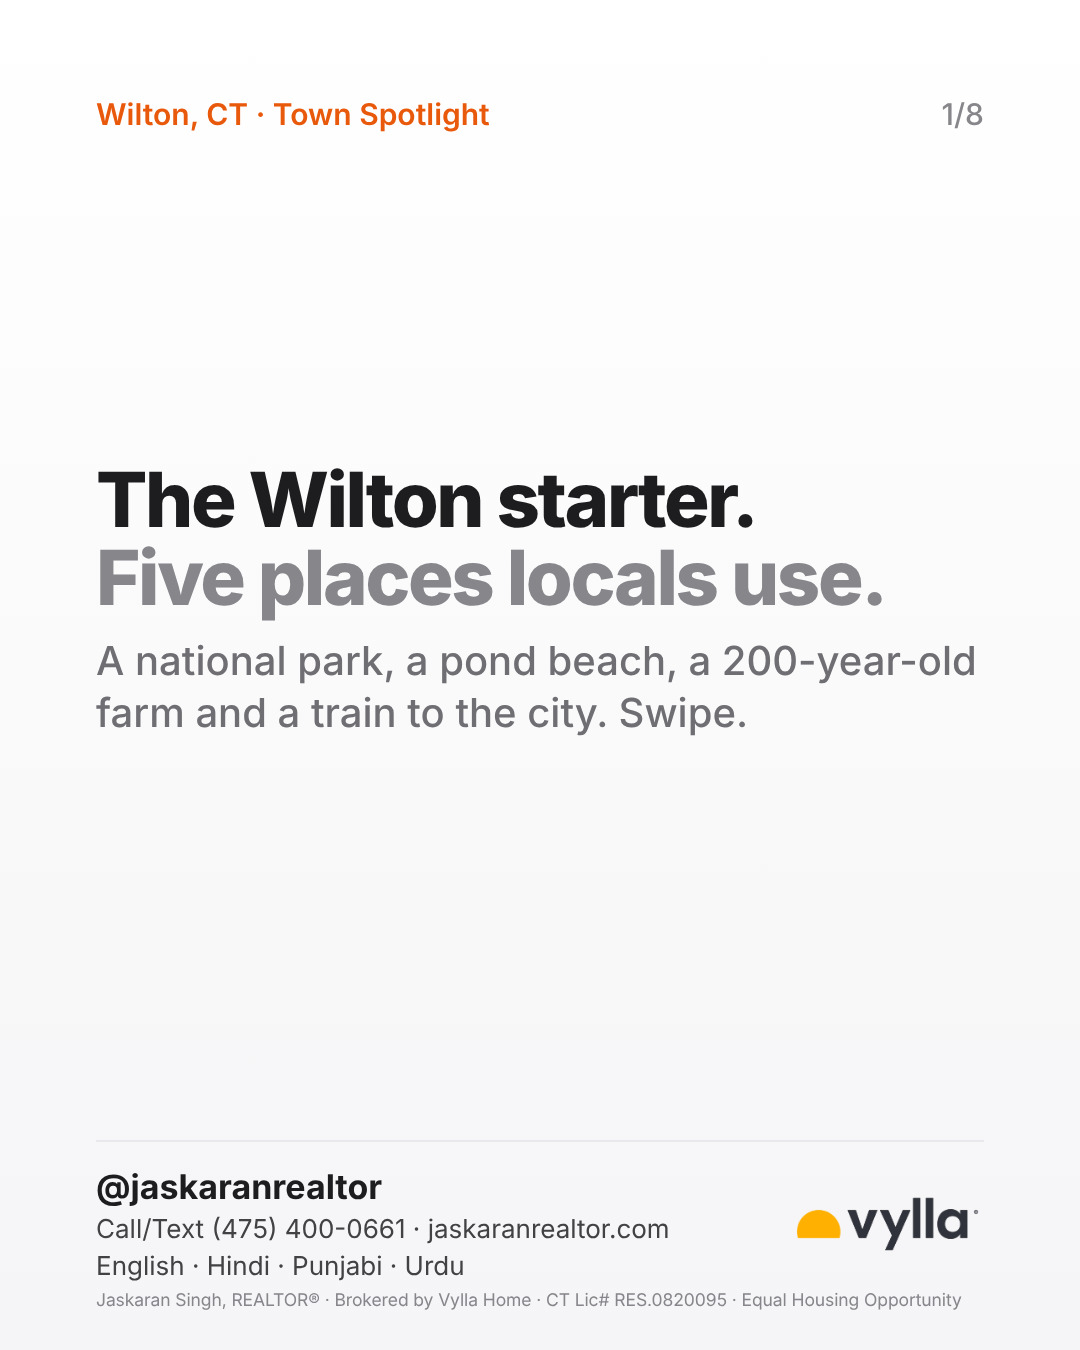 Wilton, CT · Town Spotlight
1/8
The Wilton starter.
Five places locals use.
A national park, a pond beach, a 200-year-old
farm and a train to the city. Swipe.
@jaskaranrealtor
Call/Text (475) 400-0661 · jaskaranrealtor.com
English · Hindi · Punjabi · Urdu
Jaskaran Singh, REALTOR® · Brokered by Vylla Home · CT Lic# RES.0820095 · Equal Housing Opportunity
vylla